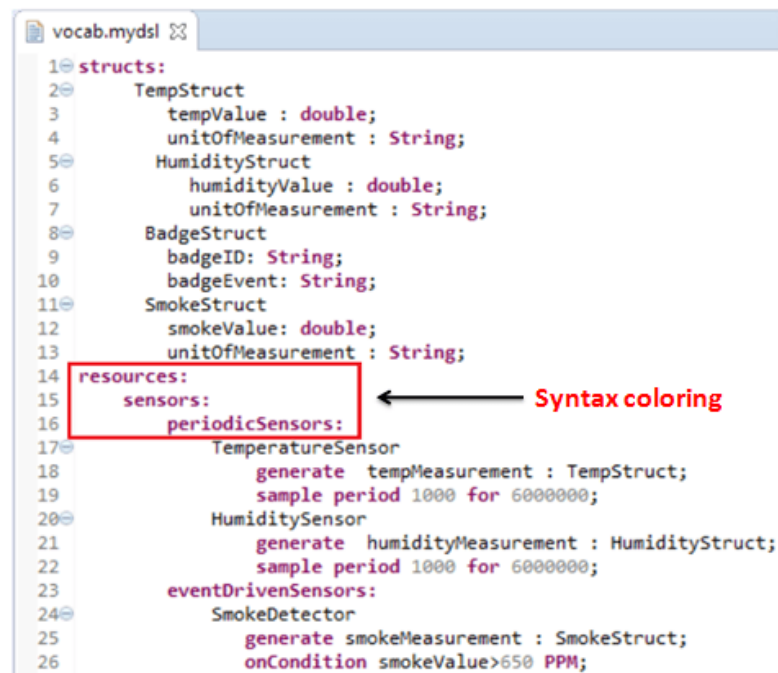 vocab.mydsl
1 structs:
2 TempStruct
3 tempValue : double;
4 unitOfMeasurement : String;
5 HumidityStruct
6 humidityValue : double;
7 unitOfMeasurement : String;
8 BadgeStruct
9 badgeID: String;
10 badgeEvent: String;
11 SmokeStruct
12 smokeValue: double;
13 unitOfMeasurement : String;
14 resources:
15 sensors:
Syntax coloring
16 periodicSensors:
17 TemperatureSensor
18 generate tempMeasurement : TempStruct;
19 sample period 1000 for 6000000;
20 HumiditySensor
21 generate humidityMeasurement : HumidityStruct;
22 sample period 1000 for 6000000;
23 eventDrivenSensors:
24 SmokeDetector
25 generate smokeMeasurement : SmokeStruct;
26 onCondition smokeValue>650 PPM;